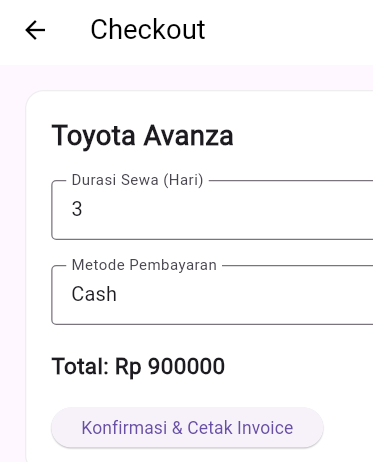 Checkout
Toyota Avanza
Durasi Sewa (Hari)
3
Metode Pembayaran
Cash
Total: Rp 900000
Konfirmasi & Cetak Invoice